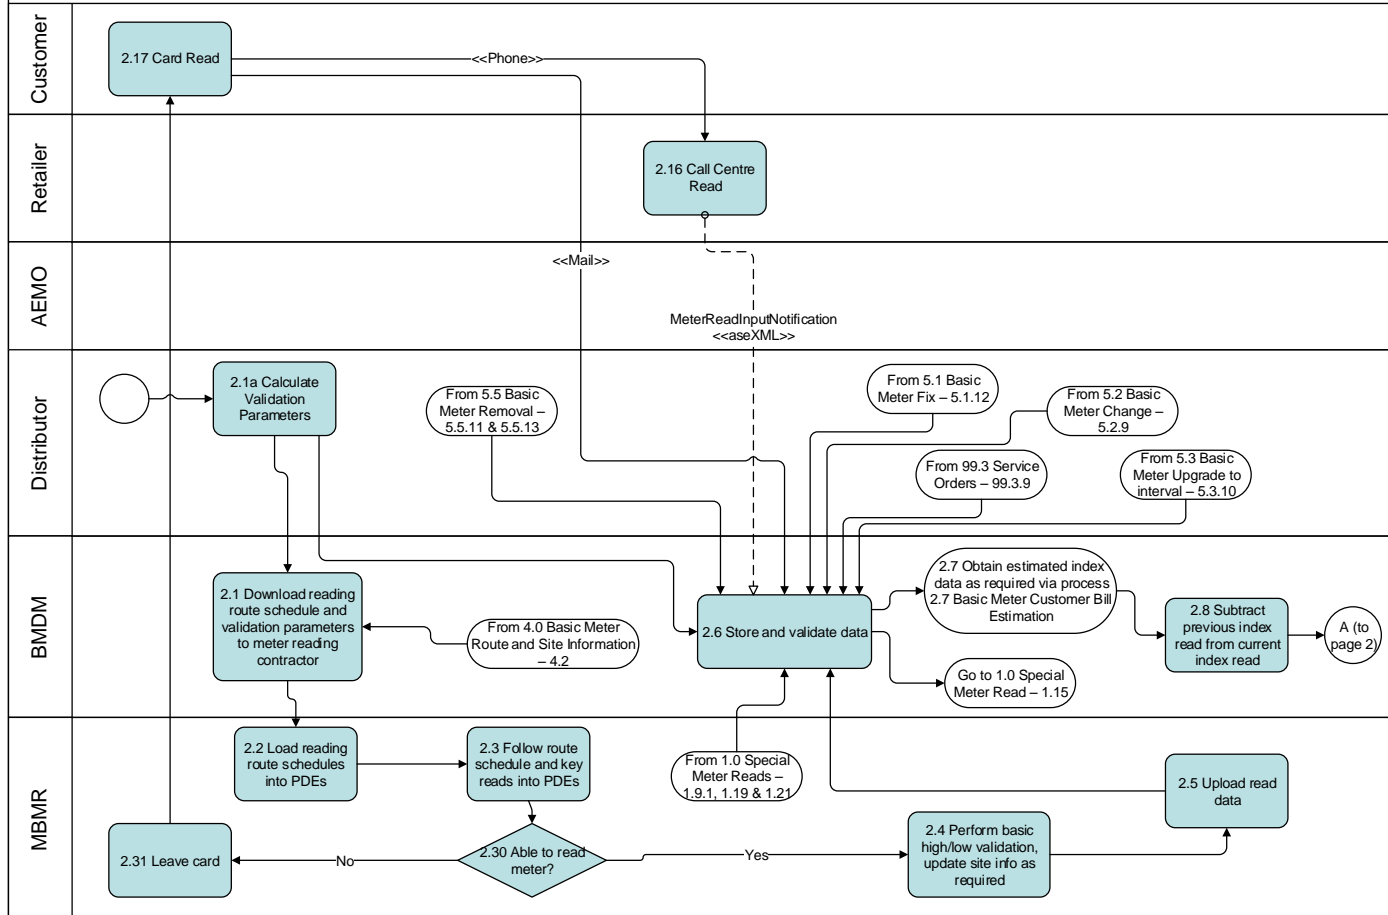 Customer
2.17 Card Read
<<Phone>>
Retailer
2.16 Call Centre
Read
AEMO
<<Mail>>
MeterReadInputNotification
<<aseXML>>
Distributor
2.1a Calculate
Validation
Parameters
From 5.5 Basic
Meter Removal –
5.5.11 & 5.5.13
From 5.1 Basic
Meter Fix – 5.1.12
From 5.2 Basic
Meter Change –
5.2.9
From 99.3 Service
Orders – 99.3.9
From 5.3 Basic
Meter Upgrade to
interval – 5.3.10
BMDM
2.1 Download reading
route schedule and
validation parameters
to meter reading
contractor
From 4.0 Basic Meter
Route and Site Information
– 4.2
2.6 Store and validate data
2.7 Obtain estimated index
data as required via process
2.7 Basic Meter Customer Bill
Estimation
Go to 1.0 Special
Meter Read – 1.15
2.8 Subtract
previous index
read from current
index read
A (to
page 2)
MBMR
2.2 Load reading
route schedules
into PDEs
2.3 Follow route
schedule and key
reads into PDEs
From 1.0 Special
Meter Reads –
1.9.1, 1.19 & 1.21
2.5 Upload read
data
2.31 Leave card
No
2.30 Able to read
meter?
Yes
2.4 Perform basic
high/low validation,
update site info as
required